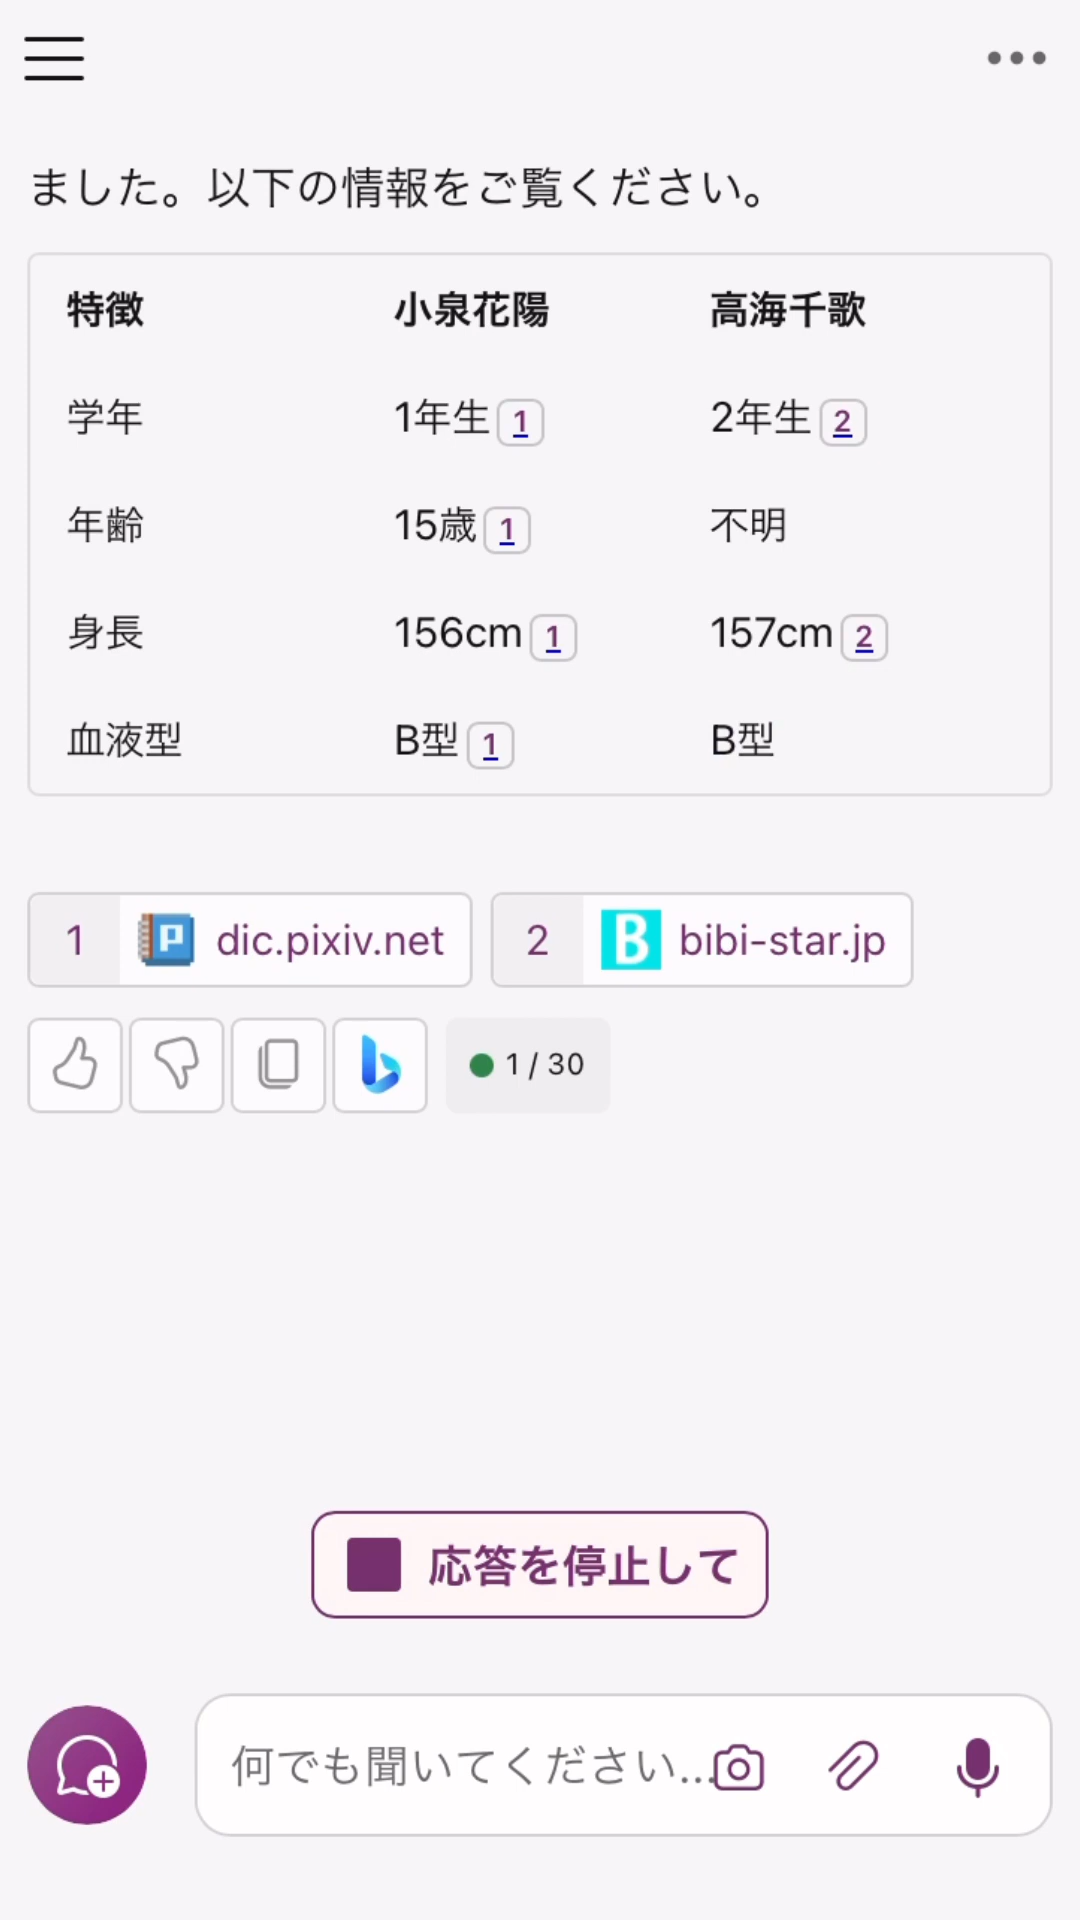 ました。以下の情報をご覧ください。
特徴 小泉花陽 高海千歌
学年 1年生 1 2年生 2
年齢 15歳 1 不明
身長 156cm 1 157cm 2
血液型 B型 1 B型
1 dic.pixiv.net 2 bibi-star.jp
1 / 30
応答を停止して
何でも聞いてください...